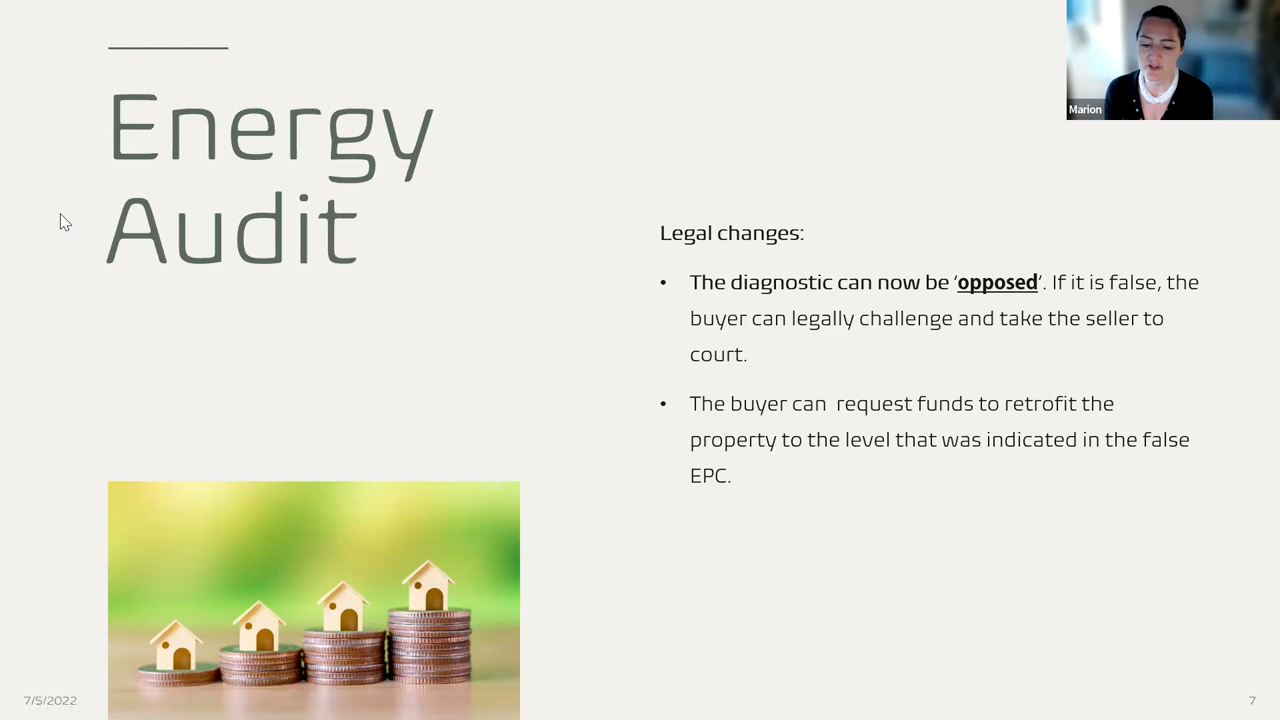 Energy
Audit
Marion
Legal changes:
• The diagnostic can now be ‘opposed’. If it is false, the
buyer can legally challenge and take the seller to
court.
• The buyer can  request funds to retrofit the
property to the level that was indicated in the false
EPC.
7/5/2022
7